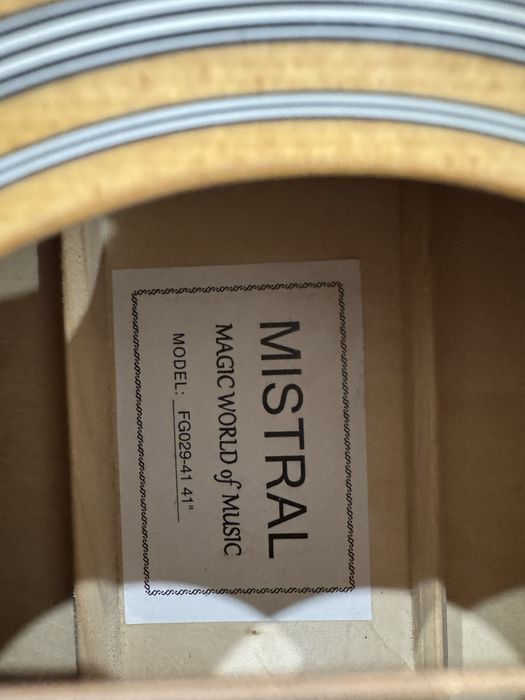 MISTRAL
MAGIC WORLD of MUSIC
MODEL: FG029-41 41"